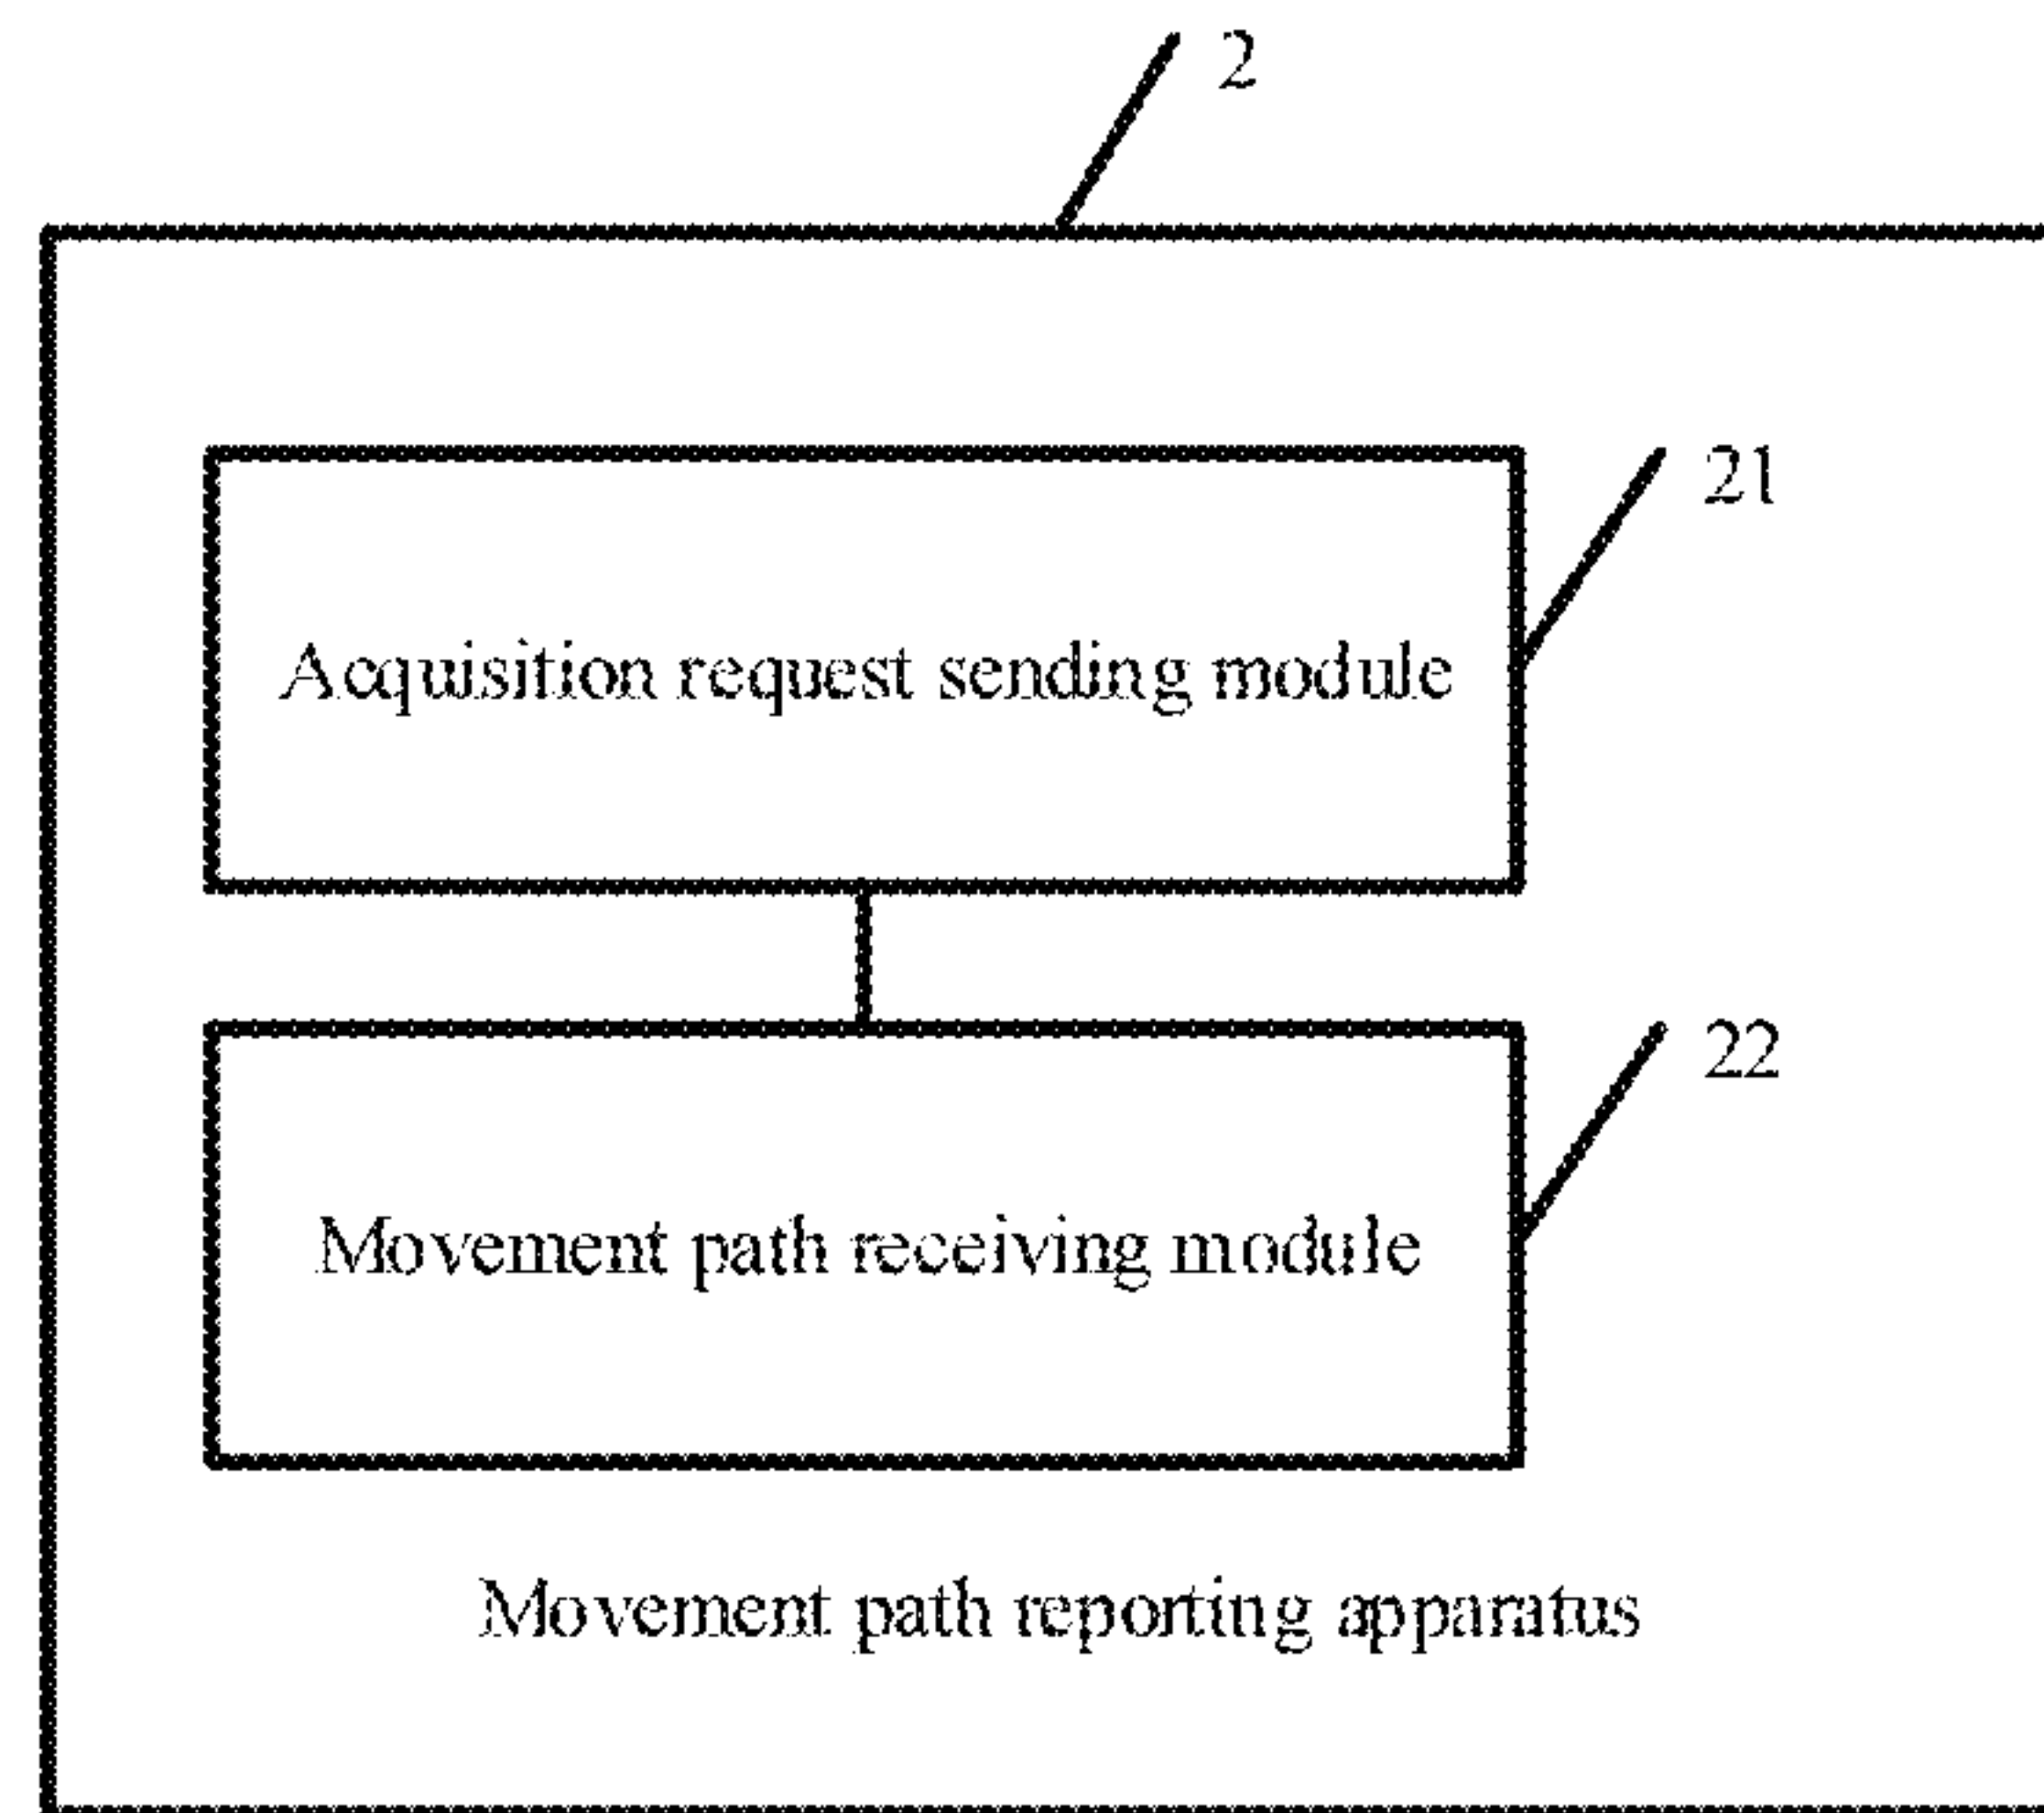 2
21
Acquisition request sending module
22
Movement path receiving module
Movement path reporting apparatus